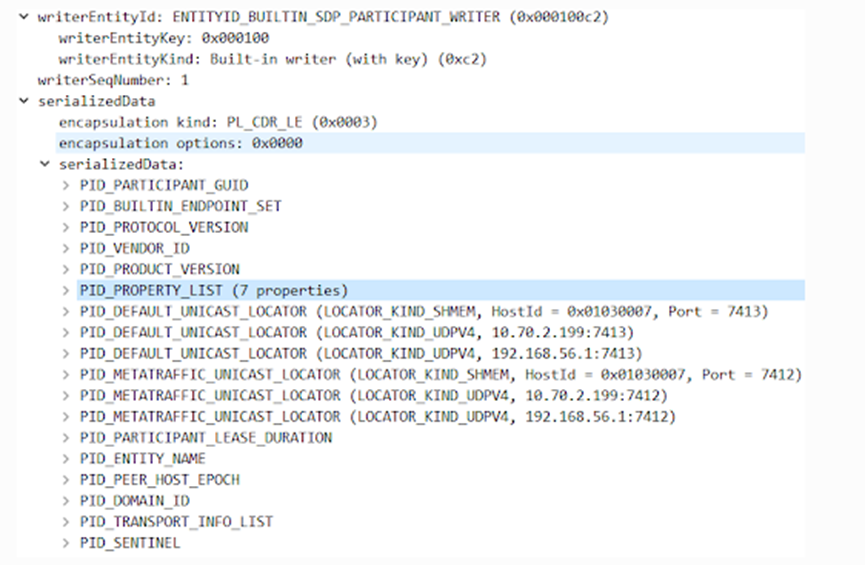 writerEntityId: ENTITYID_BUILTIN_SDP_PARTICIPANT_WRITER (0x000100c2)
writerEntityKey: 0x000100
writerEntityKind: Built-in writer (with key) (0xc2)
writerSeqNumber: 1
serializedData
encapsulation kind: PL_CDR_LE (0x0003)
encapsulation options: 0x0000
serializedData:
PID_PARTICIPANT_GUID
PID_BUILTIN_ENDPOINT_SET
PID_PROTOCOL_VERSION
PID_VENDOR_ID
PID_PRODUCT_VERSION
PID_PROPERTY_LIST (7 properties)
PID_DEFAULT_UNICAST_LOCATOR (LOCATOR_KIND_SHMEM, HostId = 0x01030007, Port = 7413)
PID_DEFAULT_UNICAST_LOCATOR (LOCATOR_KIND_UDPV4, 10.70.2.199:7413)
PID_DEFAULT_UNICAST_LOCATOR (LOCATOR_KIND_UDPV4, 192.168.56.1:7413)
PID_METATRAFFIC_UNICAST_LOCATOR (LOCATOR_KIND_SHMEM, HostId = 0x01030007, Port = 7412)
PID_METATRAFFIC_UNICAST_LOCATOR (LOCATOR_KIND_UDPV4, 10.70.2.199:7412)
PID_METATRAFFIC_UNICAST_LOCATOR (LOCATOR_KIND_UDPV4, 192.168.56.1:7412)
PID_PARTICIPANT_LEASE_DURATION
PID_ENTITY_NAME
PID_PEER_HOST_EPOCH
PID_DOMAIN_ID
PID_TRANSPORT_INFO_LIST
PID_SENTINEL